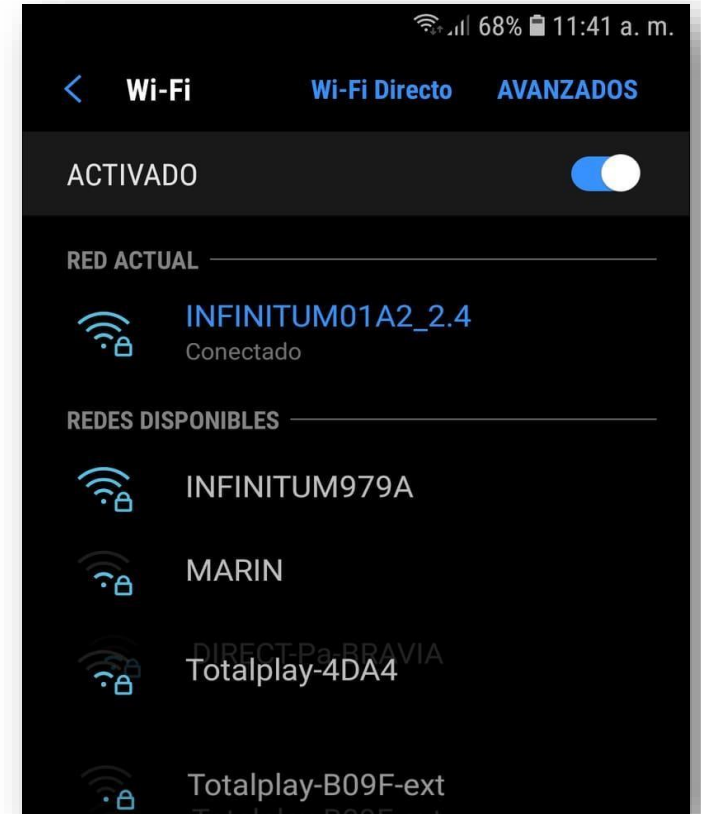 68% 11:41 a. m.
Wi-Fi Wi-Fi Directo AVANZADOS
ACTIVADO
RED ACTUAL
INFINITUM01A2_2.4
Conectado
REDES DISPONIBLES
INFINITUM979A
MARIN
DIRECT-Pa-BRAVIA
Totalplay-4DA4
Totalplay-B09F-ext